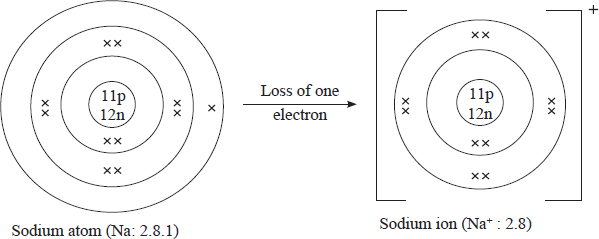 11p
12n
Loss of one
electron
11p
12n
+
Sodium atom (Na: 2.8.1)
Sodium ion (Na⁺ : 2.8)